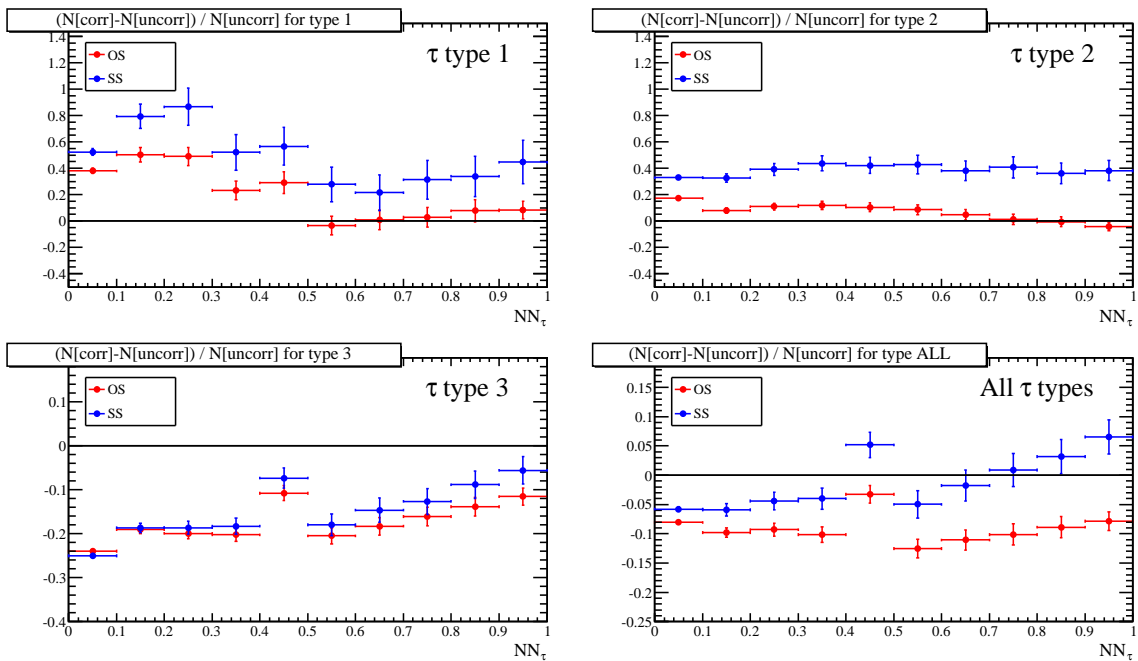 (N[corr]-N[uncorr]) / N[uncorr] for type 1
1.4
1.2
1
0.8
0.6
0.4
0.2
0
-0.2
-0.4
OS
SS
τ type 1
0 0.1 0.2 0.3 0.4 0.5 0.6 0.7 0.8 0.9 1
NNτ
(N[corr]-N[uncorr]) / N[uncorr] for type 2
1.4
1.2
1
0.8
0.6
0.4
0.2
0
-0.2
-0.4
OS
SS
τ type 2
0 0.1 0.2 0.3 0.4 0.5 0.6 0.7 0.8 0.9 1
NNτ
(N[corr]-N[uncorr]) / N[uncorr] for type 3
0.1
0
-0.1
-0.2
-0.3
-0.4
OS
SS
τ type 3
0 0.1 0.2 0.3 0.4 0.5 0.6 0.7 0.8 0.9 1
NNτ
(N[corr]-N[uncorr]) / N[uncorr] for type ALL
0.15
0.1
0.05
0
-0.05
-0.1
-0.15
-0.2
-0.25
OS
SS
All τ types
0 0.1 0.2 0.3 0.4 0.5 0.6 0.7 0.8 0.9 1
NNτ